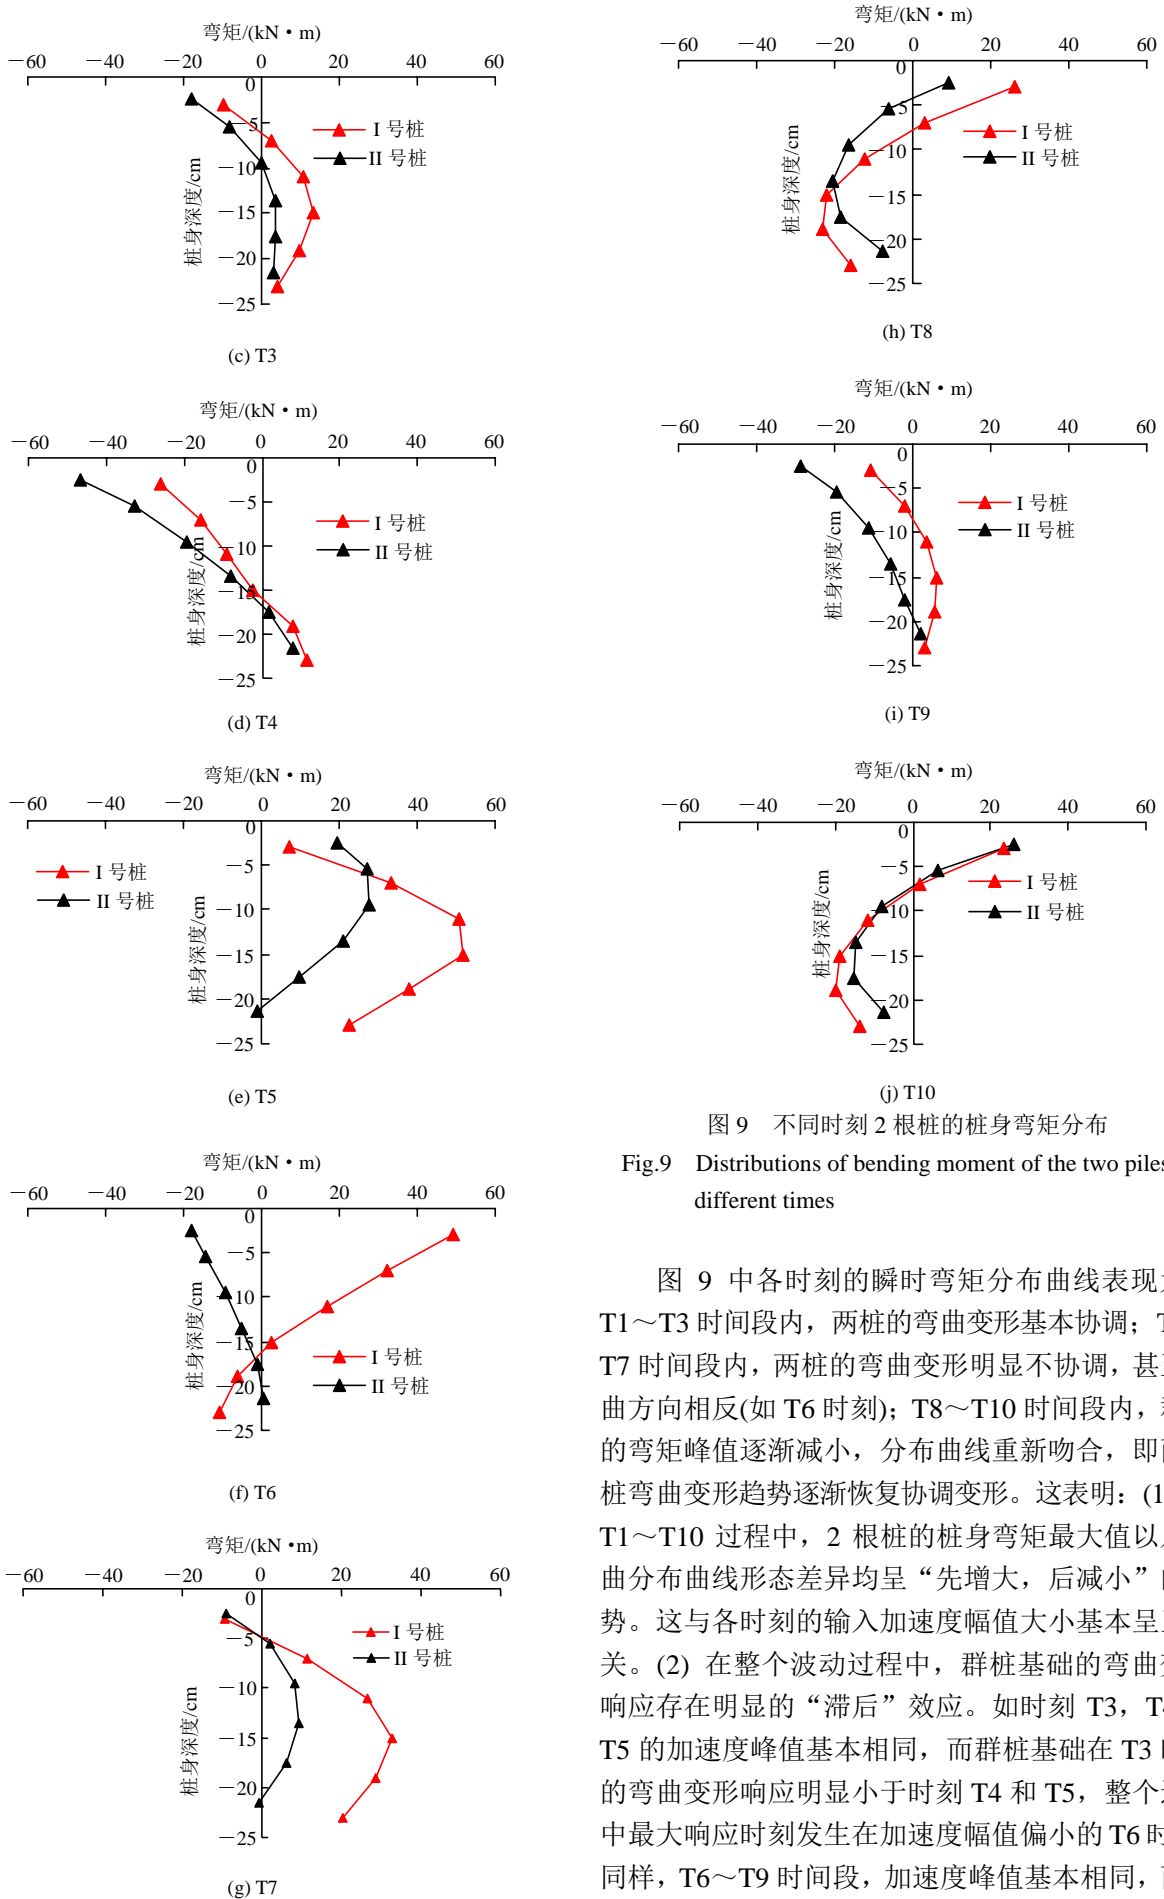 弯矩/(kN·m)
－60 －40 －20 0 20 40 60
0
－5
－10
－15
－20
－25
桩身深度/cm
I 号桩
II 号桩
(c) T3
弯矩/(kN·m)
－60 －40 －20 0 20 40 60
0
－5
－10
－15
－20
－25
桩身深度/cm
I 号桩
II 号桩
(d) T4
弯矩/(kN·m)
－60 －40 －20 0 20 40 60
0
－5
－10
－15
－20
－25
桩身深度/cm
I 号桩
II 号桩
(e) T5
弯矩/(kN·m)
－60 －40 －20 0 20 40 60
0
－5
－10
－15
－20
－25
桩身深度/cm
I 号桩
II 号桩
(f) T6
弯矩/(kN·m)
－60 －40 －20 0 20 40 60
0
－5
－10
－15
－20
－25
桩身深度/cm
I 号桩
II 号桩
(g) T7
弯矩/(kN·m)
－60 －40 －20 0 20 40 60
0
－5
－10
－15
－20
－25
桩身深度/cm
I 号桩
II 号桩
(h) T8
弯矩/(kN·m)
－60 －40 －20 0 20 40 60
0
－5
－10
－15
－20
－25
桩身深度/cm
I 号桩
II 号桩
(i) T9
弯矩/(kN·m)
－60 －40 －20 0 20 40 60
0
－5
－10
－15
－20
－25
桩身深度/cm
I 号桩
II 号桩
(j) T10
图 9 不同时刻 2 根桩的桩身弯矩分布
Fig.9 Distributions of bending moment of the two piles
different times
图 9 中各时刻的瞬时弯矩分布曲线表现
T1～T3 时间段内，两桩的弯曲变形基本协调；T
T7 时间段内，两桩的弯曲变形明显不协调，甚
曲方向相反(如 T6 时刻)；T8～T10 时间段内，
的弯矩峰值逐渐减小，分布曲线重新吻合，即
桩弯曲变形趋势逐渐恢复协调变形。这表明：(1
T1～T10 过程中，2 根桩的桩身弯矩最大值以
曲分布曲线形态差异均呈“先增大，后减小”
势。这与各时刻的输入加速度幅值大小基本呈
关。(2) 在整个波动过程中，群桩基础的弯曲
响应存在明显的“滞后”效应。如时刻 T3，T4
T5 的加速度峰值基本相同，而群桩基础在 T3
的弯曲变形响应明显小于时刻 T4 和 T5，整个
中最大响应时刻发生在加速度幅值偏小的 T6 时
同样，T6～T9 时间段，加速度峰值基本相同，